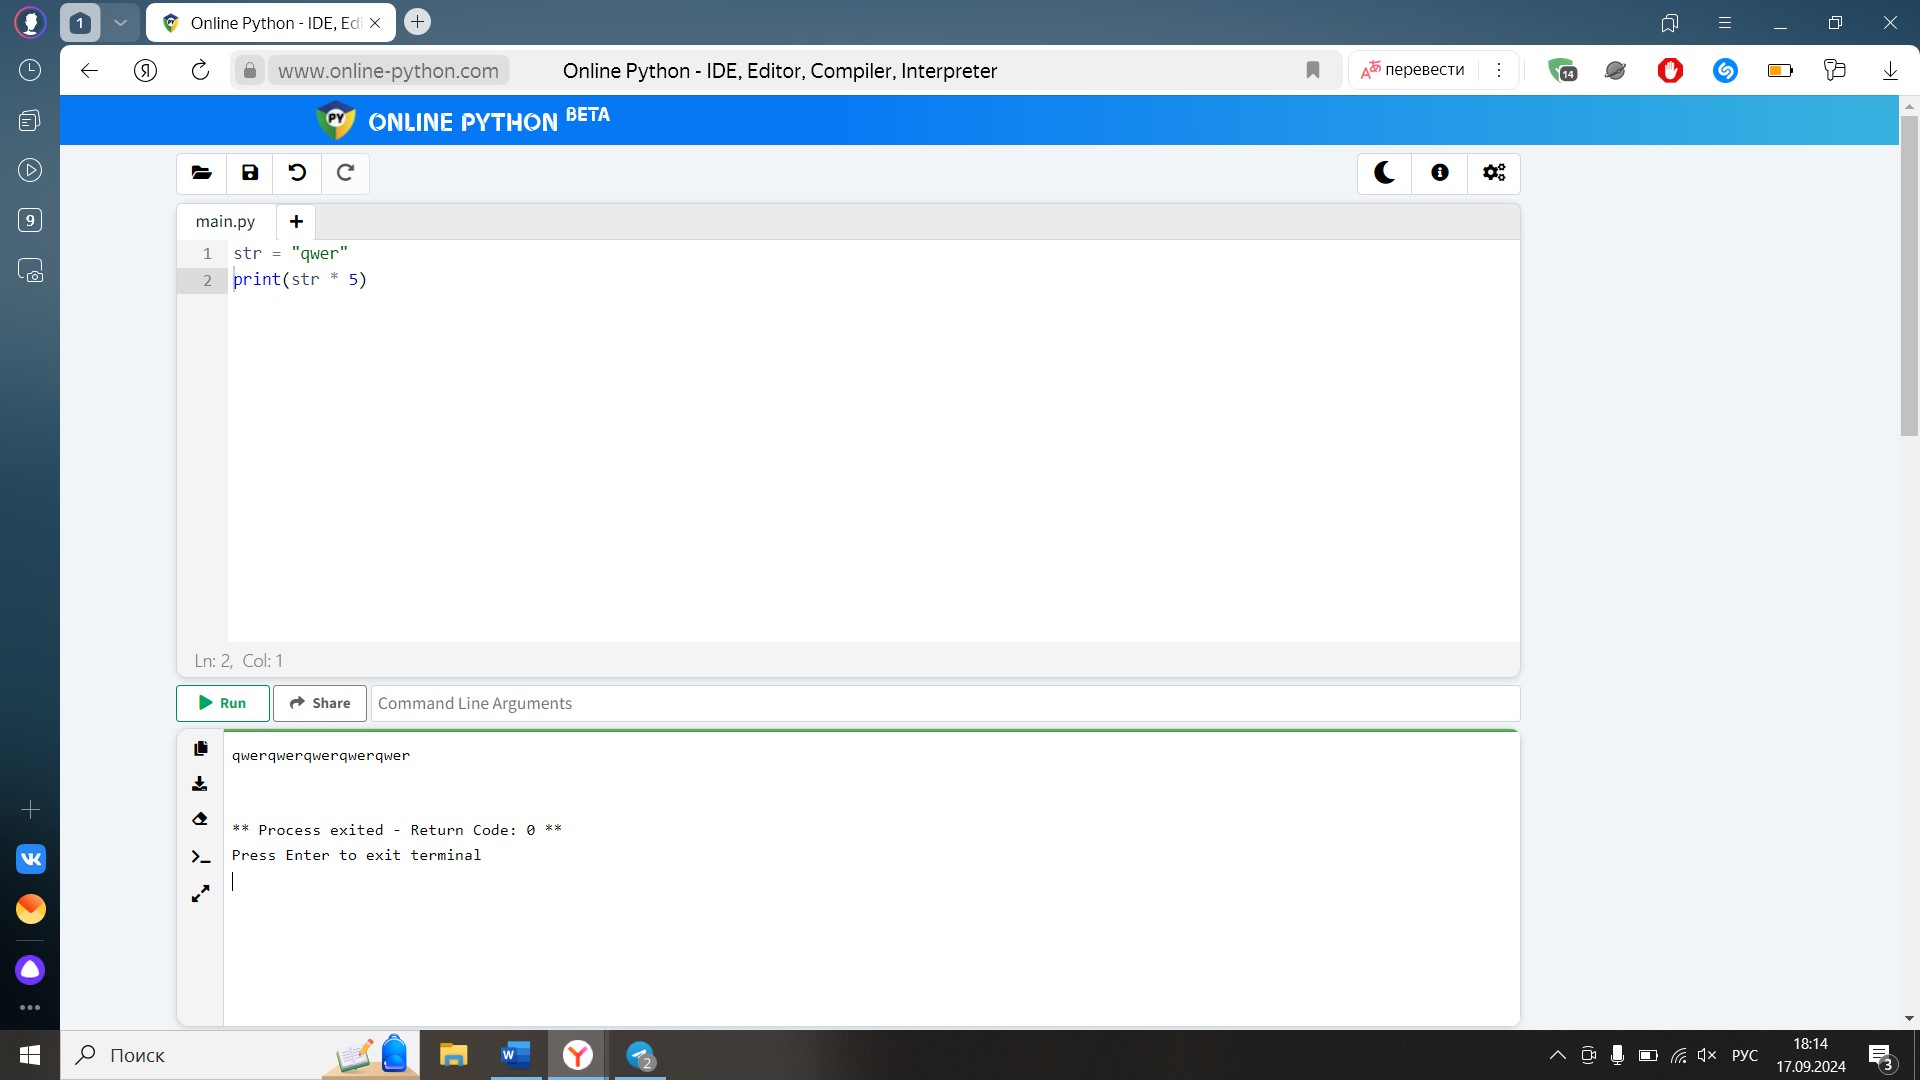 1
Online Python - IDE, Edi
www.online-python.com
Online Python - IDE, Editor, Compiler, Interpreter
перевести
14
9
PY
ONLINE PYTHON BETA
main.py
1 str = "qwer"
2 print(str * 5)
Ln: 2, Col: 1
Run
Share
Command Line Arguments
qwerqwerqwerqwerqwer
** Process exited - Return Code: 0 **
Press Enter to exit terminal
Поиск
2
РУС
18:14
17.09.2024
3